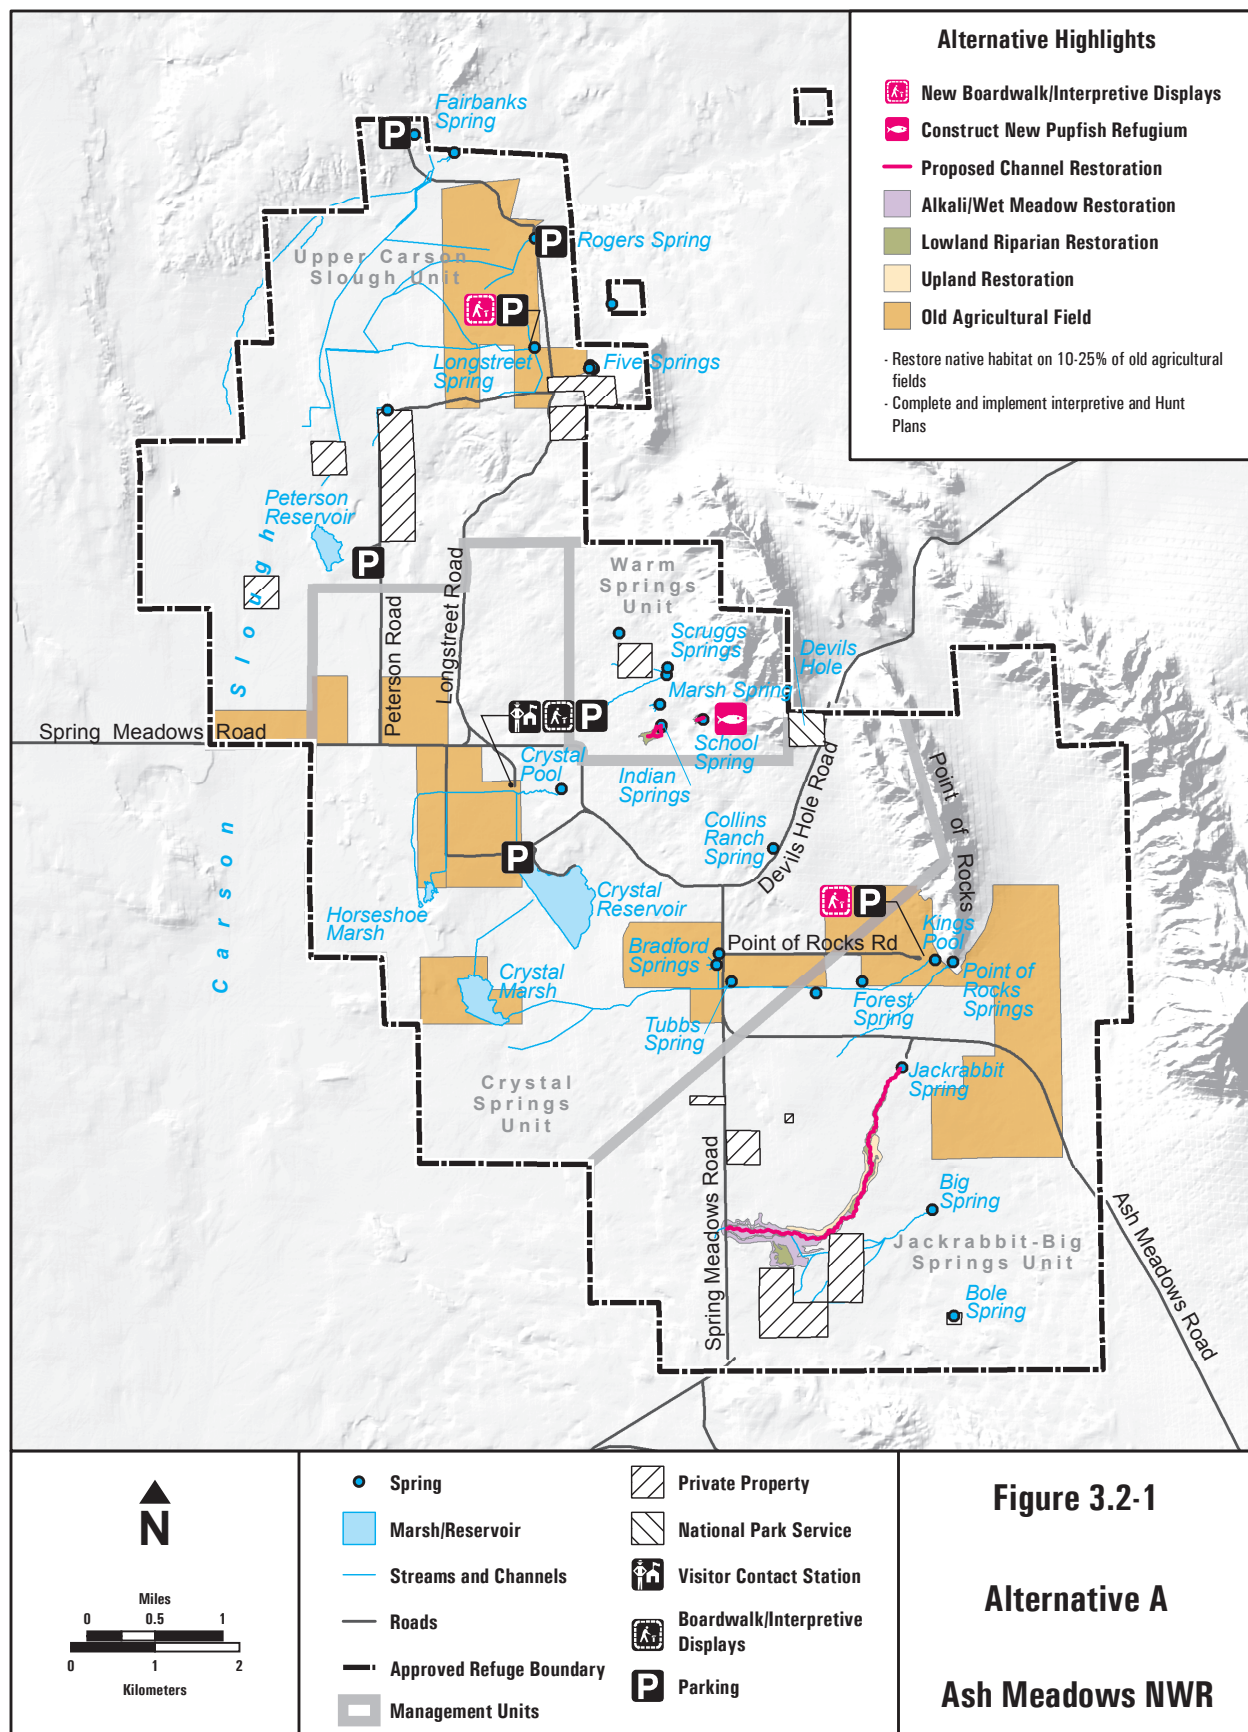 Alternative Highlights
New Boardwalk/Interpretive Displays
Construct New Pupfish Refugium
Proposed Channel Restoration
Alkali/Wet Meadow Restoration
Lowland Riparian Restoration
Upland Restoration
Old Agricultural Field
- Restore native habitat on 10-25% of old agricultural
fields
- Complete and implement interpretive and Hunt
Plans
Fairbanks
Spring
P
Rogers Spring
P
Upper Carson
Slough Unit
P
Longstreet
Spring
Five Springs
Peterson
Reservoir
P
Carson Slough
Peterson Road
Longstreet Road
Warm
Springs
Unit
Scruggs
Springs
Devils
Hole
Marsh Spring
P
School
Spring
Spring Meadows Road
Crystal
Pool
Indian
Springs
Collins
Ranch
Spring
Devils Hole Road
Point of Rocks
P
Crystal
Reservoir
Horseshoe
Marsh
P
Kings
Pool
Bradford
Springs
Point of Rocks Rd
Crystal
Marsh
Point of
Rocks
Springs
Forest
Spring
Tubbs
Spring
Crystal
Springs
Unit
Jackrabbit
Spring
Spring Meadows Road
Big
Spring
Ash Meadows Road
Jackrabbit-Big
Springs Unit
Bole
Spring
N
Miles
0 0.5 1
0 1 2
Kilometers
Spring
Marsh/Reservoir
Streams and Channels
Roads
Approved Refuge Boundary
Management Units
Private Property
National Park Service
Visitor Contact Station
Boardwalk/Interpretive
Displays
P Parking
Figure 3.2-1
Alternative A
Ash Meadows NWR